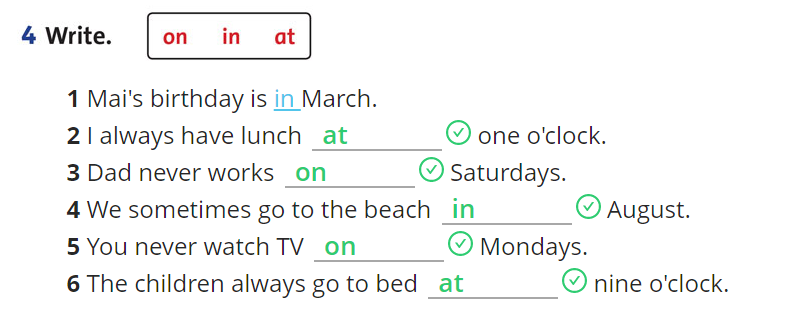 4 Write. on in at
1 Mai's birthday is in March.
2 I always have lunch at one o'clock.
3 Dad never works on Saturdays.
4 We sometimes go to the beach in August.
5 You never watch TV on Mondays.
6 The children always go to bed at nine o'clock.